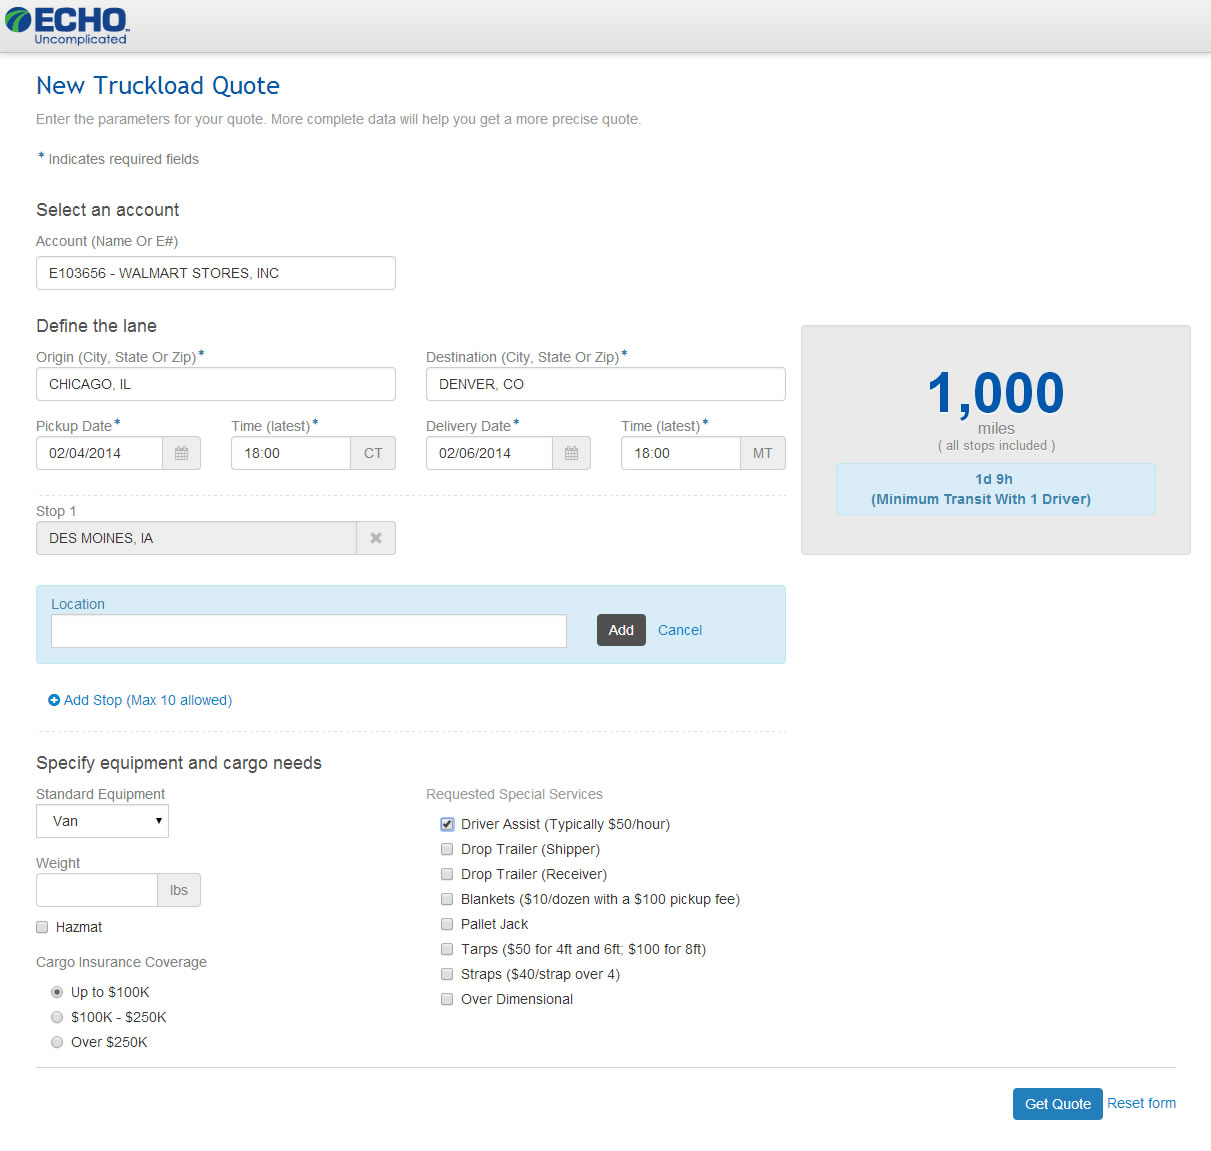 ECHO
Uncomplicated
New Truckload Quote
Enter the parameters for your quote. More complete data will help you get a more precise quote.
* Indicates required fields
Select an account
Account (Name Or E#)
E103656 - WALMART STORES, INC
Define the lane
Origin (City, State Or Zip)*
CHICAGO, IL
Destination (City, State Or Zip)*
DENVER, CO
Pickup Date* Time (latest)* Delivery Date* Time (latest)*
02/04/2014 18:00 CT 02/06/2014 18:00 MT
1,000
miles
( all stops included )
1d 9h
(Minimum Transit With 1 Driver)
Stop 1
DES MOINES, IA
Location
Add Cancel
Add Stop (Max 10 allowed)
Specify equipment and cargo needs
Standard Equipment
Van
Weight
lbs
Hazmat
Cargo Insurance Coverage
Up to $100K
$100K - $250K
Over $250K
Requested Special Services
Driver Assist (Typically $50/hour)
Drop Trailer (Shipper)
Drop Trailer (Receiver)
Blankets ($10/dozen with a $100 pickup fee)
Pallet Jack
Tarps ($50 for 4ft and 6ft; $100 for 8ft)
Straps ($40/strap over 4)
Over Dimensional
Get Quote Reset form